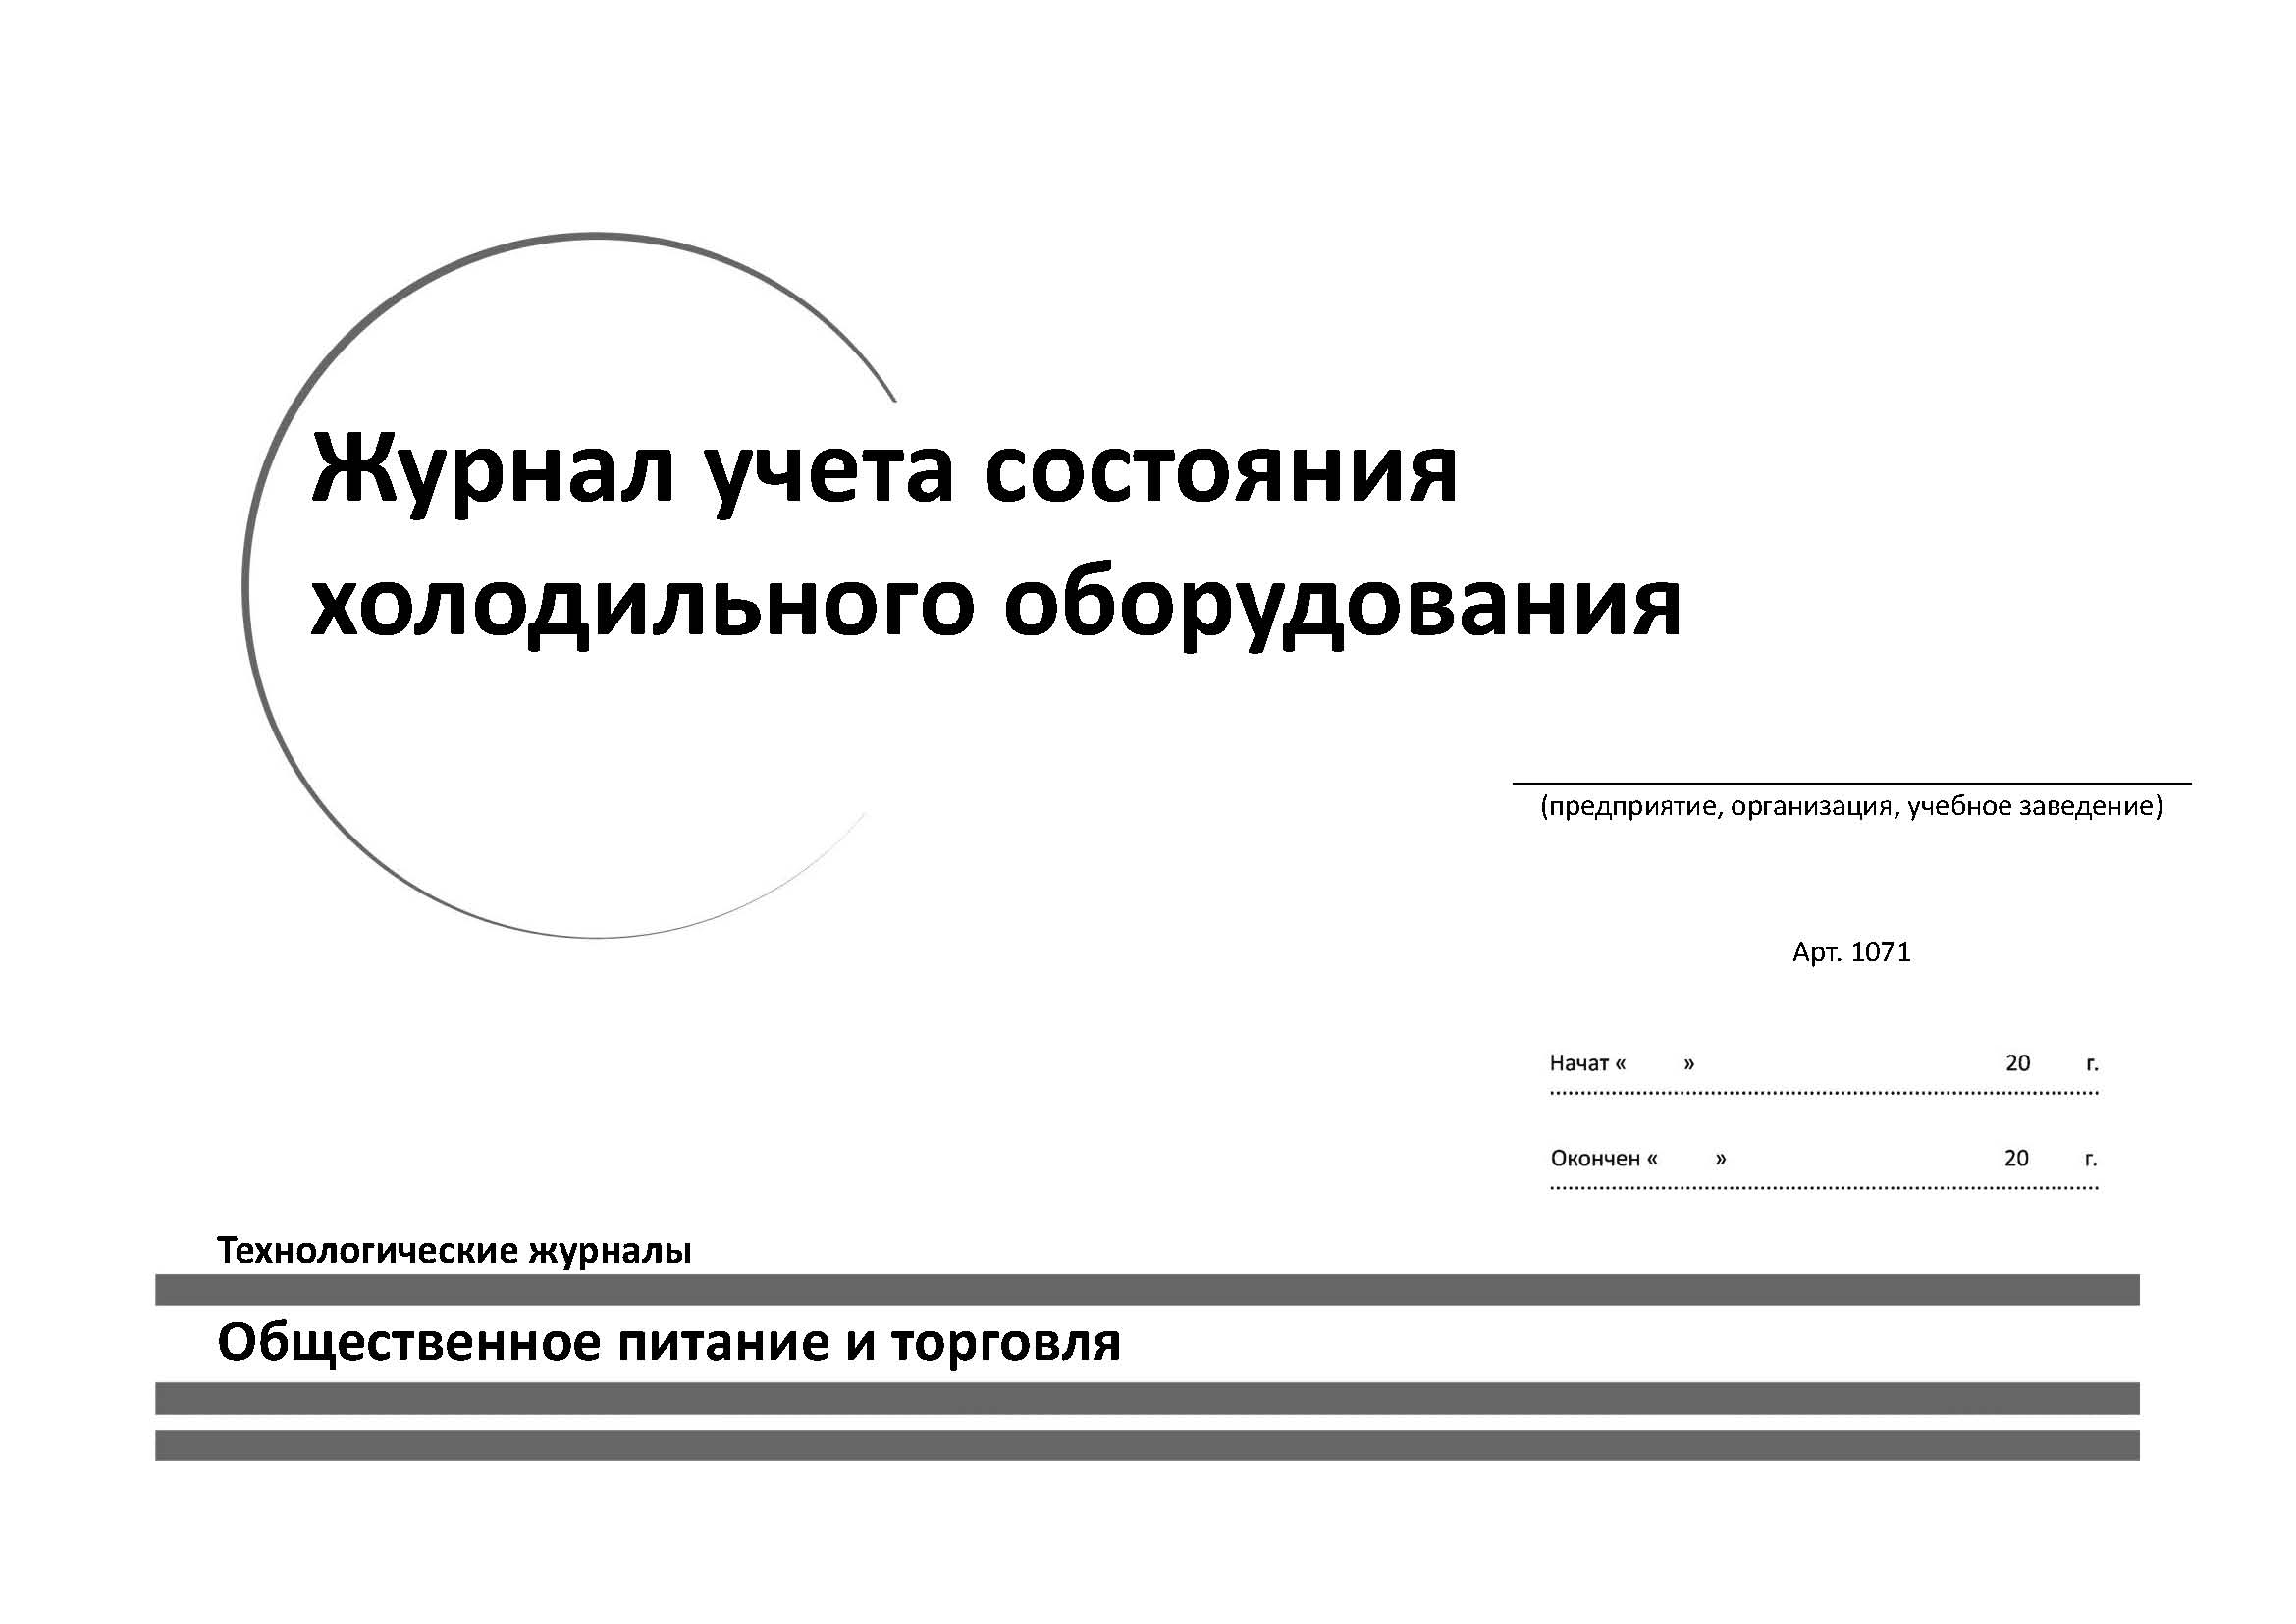 Журнал учета состояния
холодильного оборудования
(предприятие, организация, учебное заведение)
Арт. 1071
Начат « » 20 г.
Окончен « » 20 г.
Технологические журналы
Общественное питание и торговля